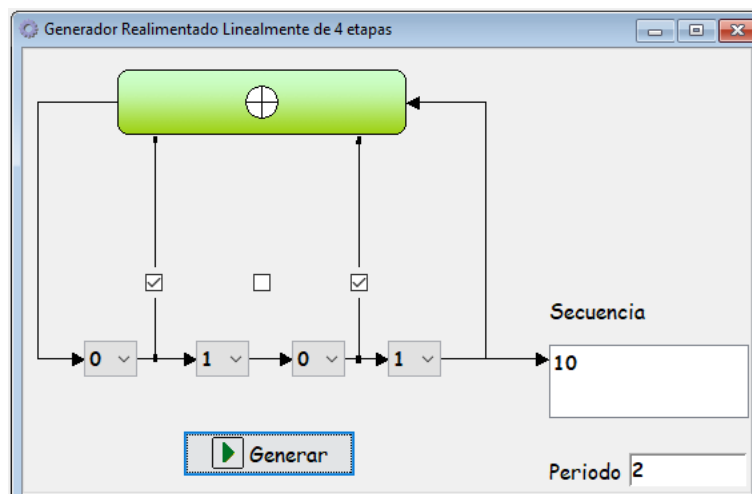 Generador Realimentado Linealmente de 4 etapas
0 1 0 1
Secuencia
10
Generar
Periodo 2